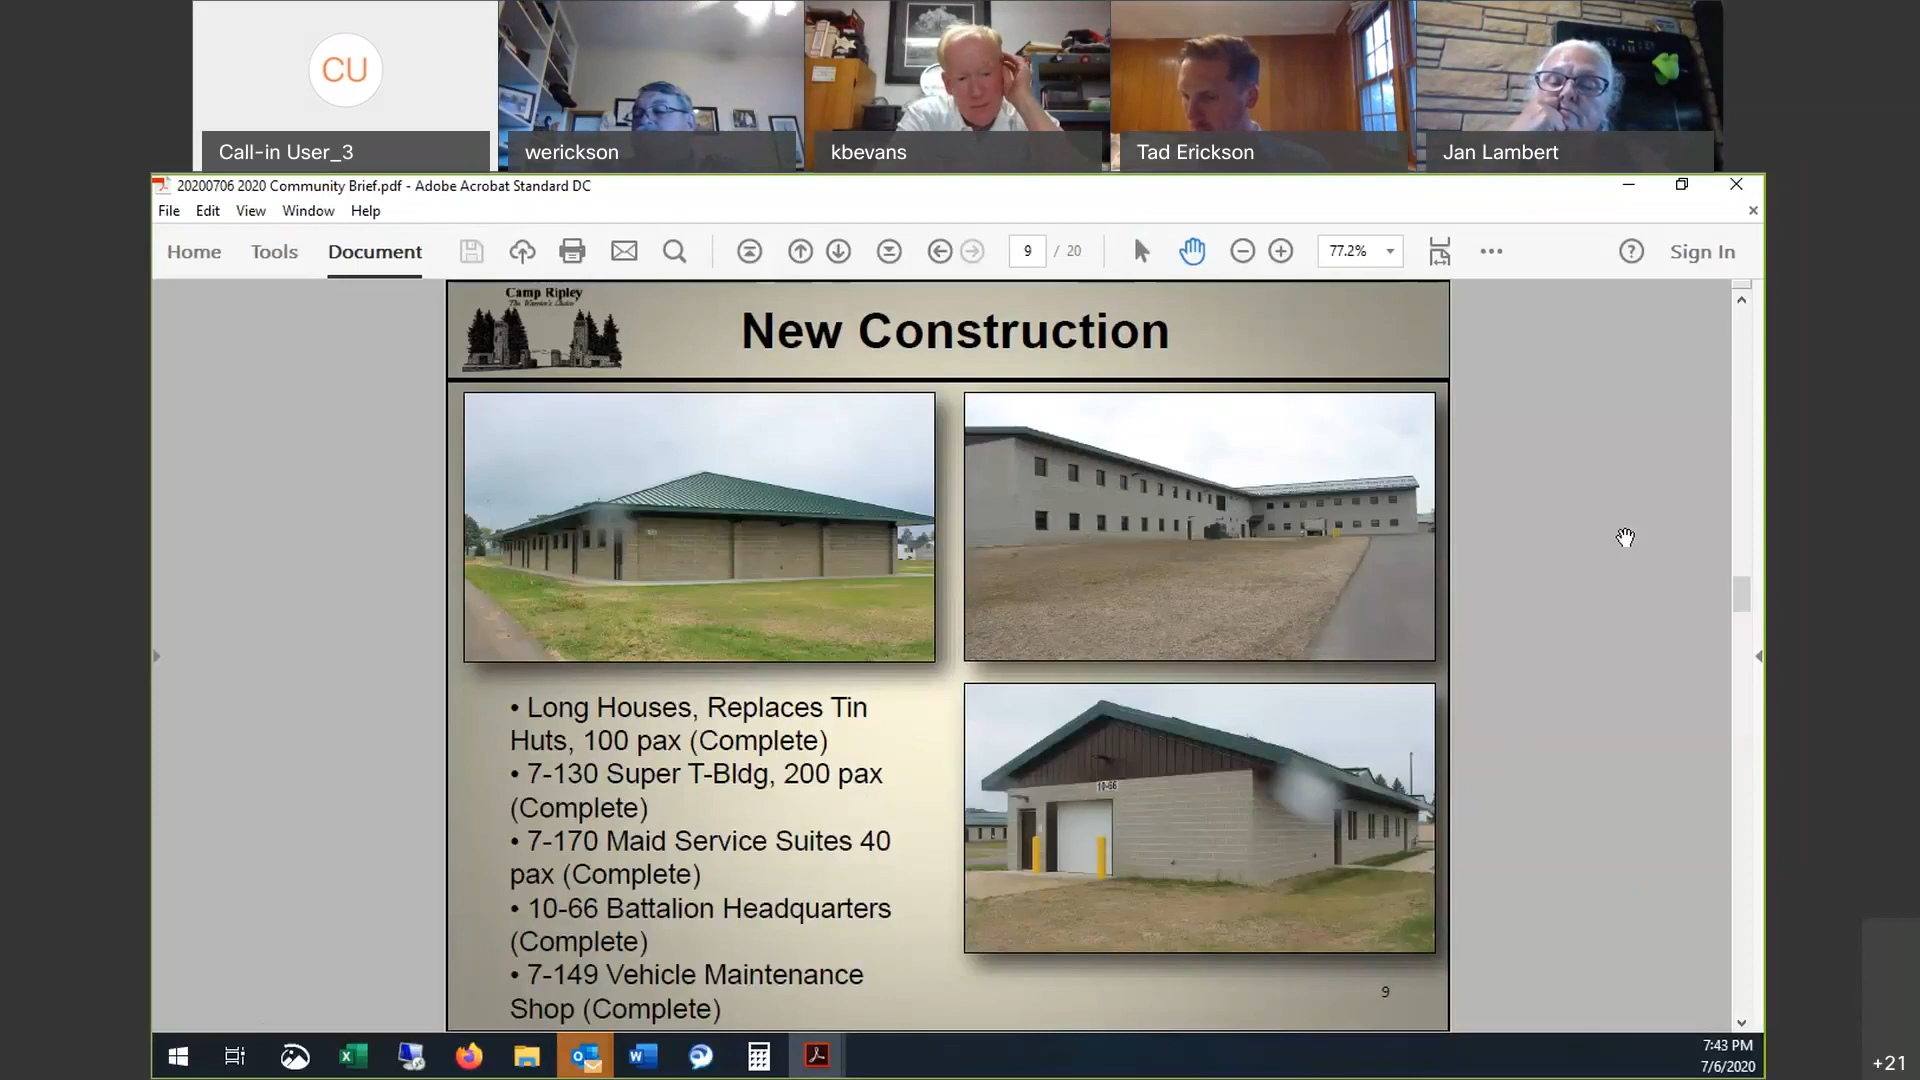 CU
Call-in User_3
werickson
kbevans
Tad Erickson
Jan Lambert
20200706 2020 Community Brief.pdf - Adobe Acrobat Standard DC
File Edit View Window Help
Home Tools Document 9 / 20 77.2% Sign In
Camp Ripley
New Construction
• Long Houses, Replaces Tin
Huts, 100 pax (Complete)
• 7-130 Super T-Bldg, 200 pax
(Complete)
• 7-170 Maid Service Suites 40
pax (Complete)
• 10-66 Battalion Headquarters
(Complete)
• 7-149 Vehicle Maintenance
Shop (Complete)
10-66
9
7:43 PM
7/6/2020
+21